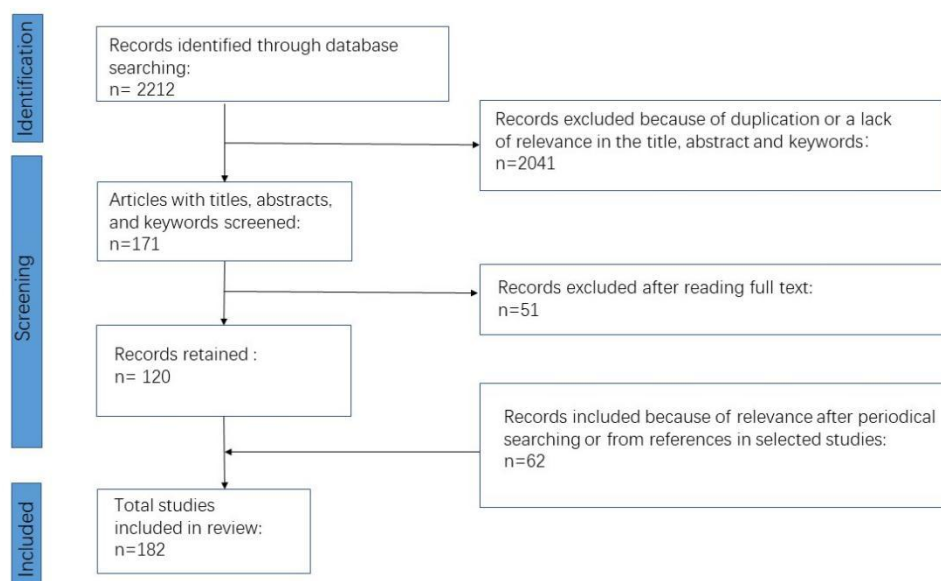 Identification
Records identified through database
searching:
n= 2212
Records excluded because of duplication or a lack
of relevance in the title, abstract and keywords:
n=2041
Screening
Articles with titles, abstracts,
and keywords screened:
n=171
Records excluded after reading full text:
n=51
Records retained :
n= 120
Records included because of relevance after periodical
searching or from references in selected studies:
n=62
Included
Total studies
included in review:
n=182